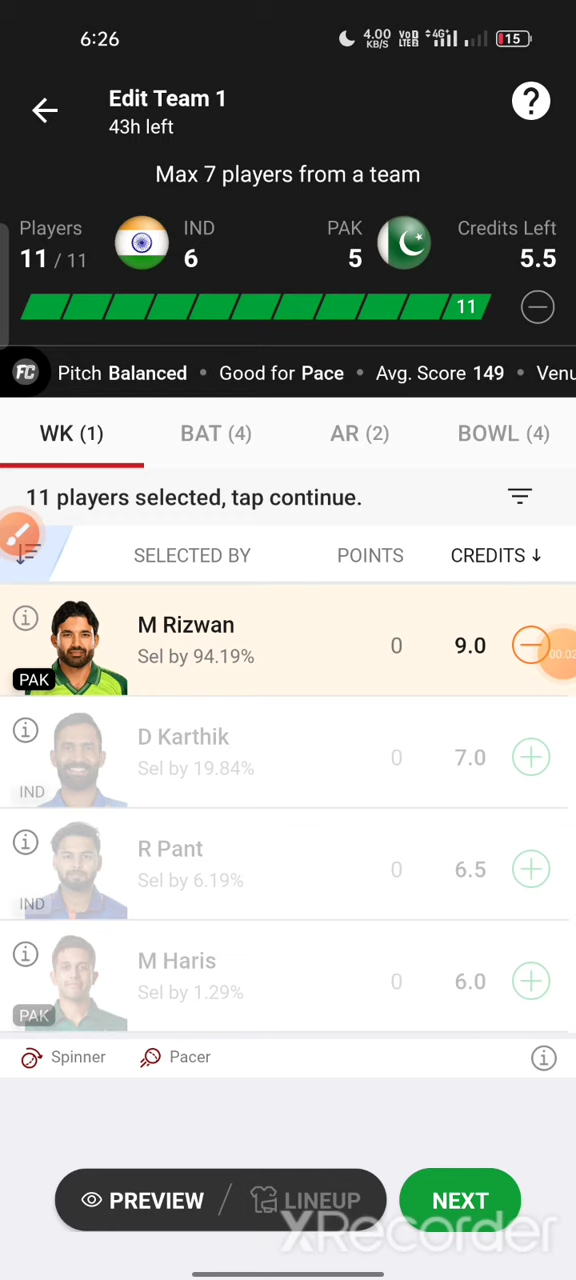 6:26
4.00 KB/S VoD LTE2 4G 15
Edit Team 1
43h left
?
Max 7 players from a team
Players IND PAK Credits Left
11 / 11 6 5 5.5
11
FC Pitch Balanced • Good for Pace • Avg. Score 149 • Venu
WK (1) BAT (4) AR (2) BOWL (4)
11 players selected, tap continue.
SELECTED BY POINTS CREDITS ↓
M Rizwan
Sel by 94.19%
0 9.0
00:02
PAK
D Karthik
Sel by 19.84%
0 7.0
IND
R Pant
Sel by 6.19%
0 6.5
IND
M Haris
Sel by 1.29%
0 6.0
PAK
Spinner Pacer
PREVIEW / LINEUP NEXT
XRecorder